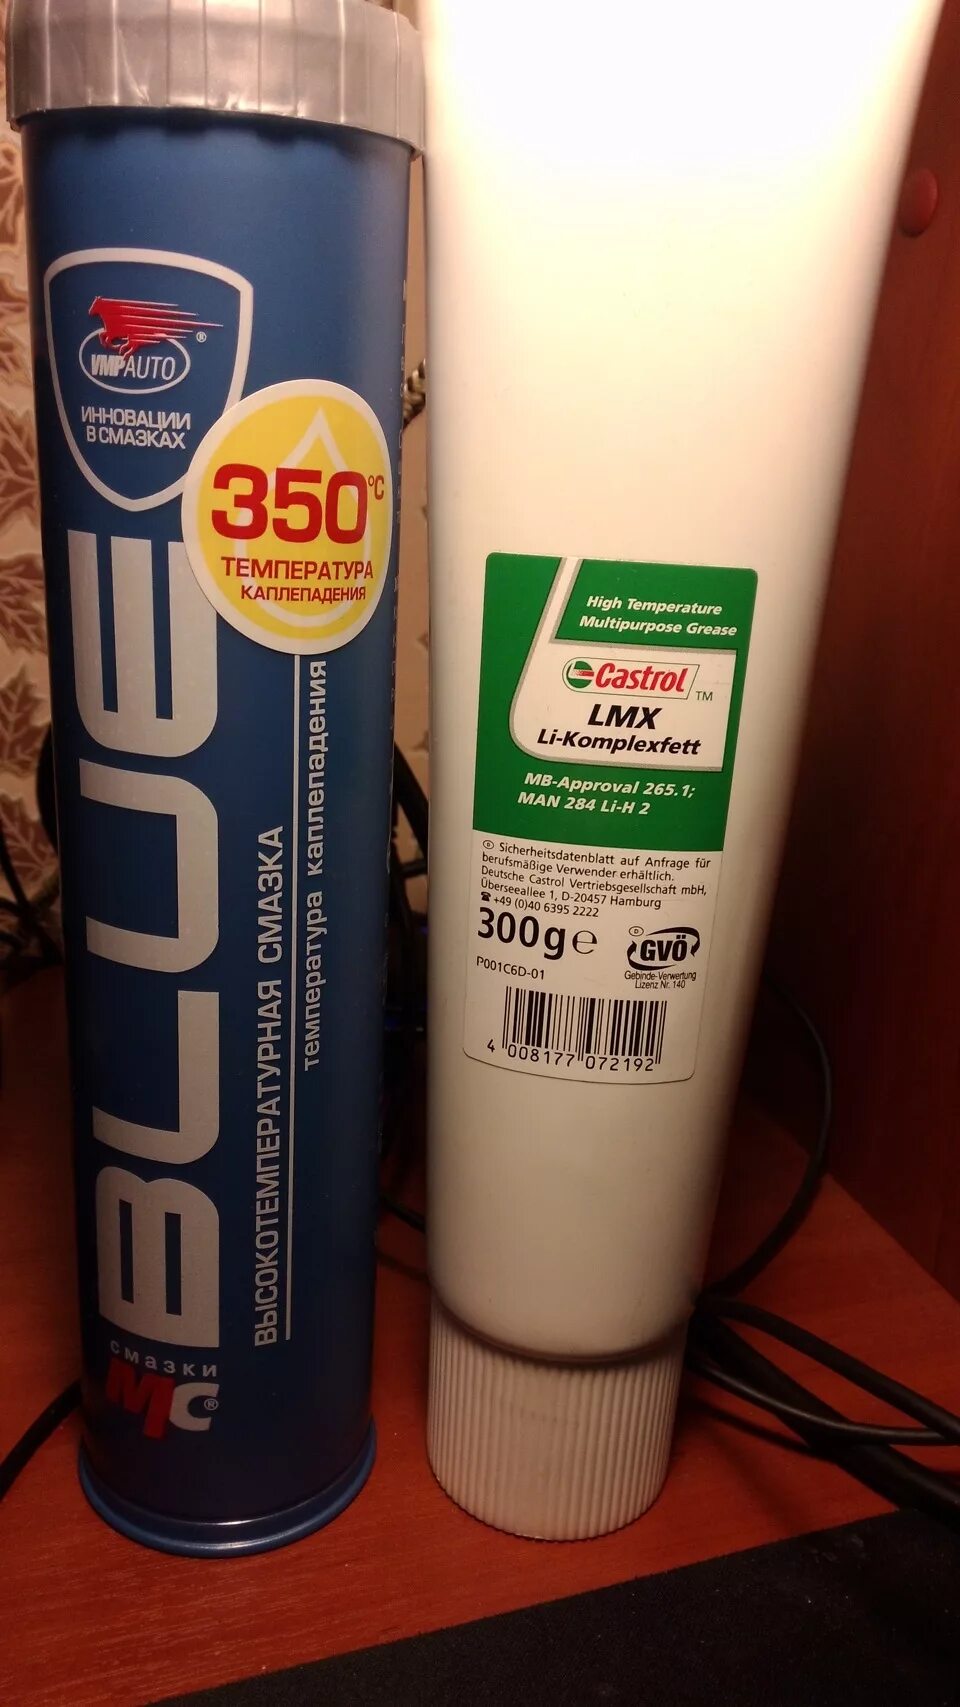 VMPAUTO®
ИННОВАЦИИ
В СМАЗКАХ
350°C
ТЕМПЕРАТУРА
КАПЛЕПАДЕНИЯ
BLUE
ВЫСОКОТЕМПЕРАТУРНАЯ СМАЗКА
температура каплепадения
смазки
МС®
High Temperature
Multipurpose Grease
Castrol TM
LMX
Li-Komplexfett
MB-Approval 265.1;
MAN 284 Li-H 2
D Sicherheitsdatenblatt auf Anfrage für
berufsmäßige Verwender erhältlich.
Deutsche Castrol Vertriebsgesellschaft mbH,
Überseeallee 1, D-20457 Hamburg
☎ +49 (0)40 6395 2222
300g℮
D
GVÖ
Gebinde-Verwertung
Lizenz Nr. 140
P001C6D-01
4 008177 072192